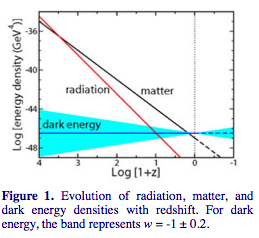 Log [energy density (GeV⁴)]
-36
-40
-44
-48
radiation
matter
dark energy
4 3 2 1 0 -1
Log [1+z]
Figure 1. Evolution of radiation, matter, and
dark energy densities with redshift. For dark
energy, the band represents w = -1 ± 0.2.